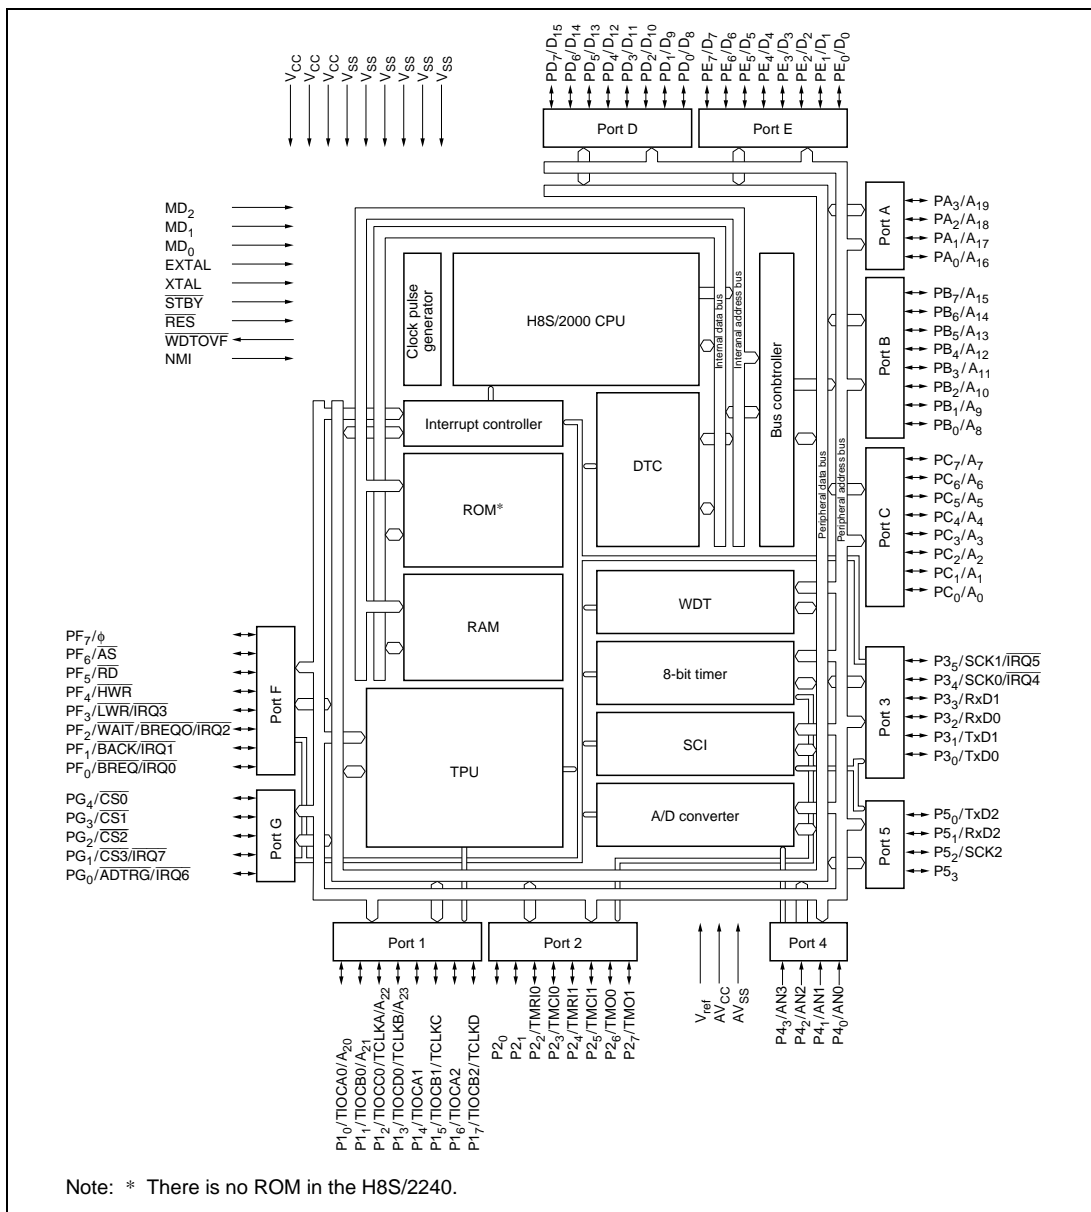 VCC
VCC
VCC
VSS
VSS
VSS
VSS
VSS
VSS
PD7/D15
PD6/D14
PD5/D13
PD4/D12
PD3/D11
PD2/D10
PD1/D9
PD0/D8
PE7/D7
PE6/D6
PE5/D5
PE4/D4
PE3/D3
PE2/D2
PE1/D1
PE0/D0
Port D
Port E
MD2
MD1
MD0
EXTAL
XTAL
STBY
RES
WDTOVF
NMI
Clock pulse
generator
H8S/2000 CPU
Internal data bus
Interanal address bus
Bus conbtroller
Interrupt controller
DTC
ROM*
RAM
TPU
WDT
8-bit timer
SCI
A/D converter
Peripheral data bus
Peripheral address bus
Port A
PA3/A19
PA2/A18
PA1/A17
PA0/A16
Port B
PB7/A15
PB6/A14
PB5/A13
PB4/A12
PB3/A11
PB2/A10
PB1/A9
PB0/A8
Port C
PC7/A7
PC6/A6
PC5/A5
PC4/A4
PC3/A3
PC2/A2
PC1/A1
PC0/A0
Port 3
P35/SCK1/IRQ5
P34/SCK0/IRQ4
P33/RxD1
P32/RxD0
P31/TxD1
P30/TxD0
Port 5
P50/TxD2
P51/RxD2
P52/SCK2
P53
PF7/ϕ
PF6/AS
PF5/RD
PF4/HWR
PF3/LWR/IRQ3
PF2/WAIT/BREQO/IRQ2
PF1/BACK/IRQ1
PF0/BREQ/IRQ0
Port F
PG4/CS0
PG3/CS1
PG2/CS2
PG1/CS3/IRQ7
PG0/ADTRG/IRQ6
Port G
Port 1
Port 2
Port 4
P10/TIOCA0/A20
P11/TIOCB0/A21
P12/TIOCC0/TCLKA/A22
P13/TIOCD0/TCLKB/A23
P14/TIOCA1
P15/TIOCB1/TCLKC
P16/TIOCA2
P17/TIOCB2/TCLKD
P20
P21
P22/TMRI0
P23/TMCI0
P24/TMRI1
P25/TMCI1
P26/TMO0
P27/TMO1
Vref
AVCC
AVSS
P43/AN3
P42/AN2
P41/AN1
P40/AN0
Note: * There is no ROM in the H8S/2240.